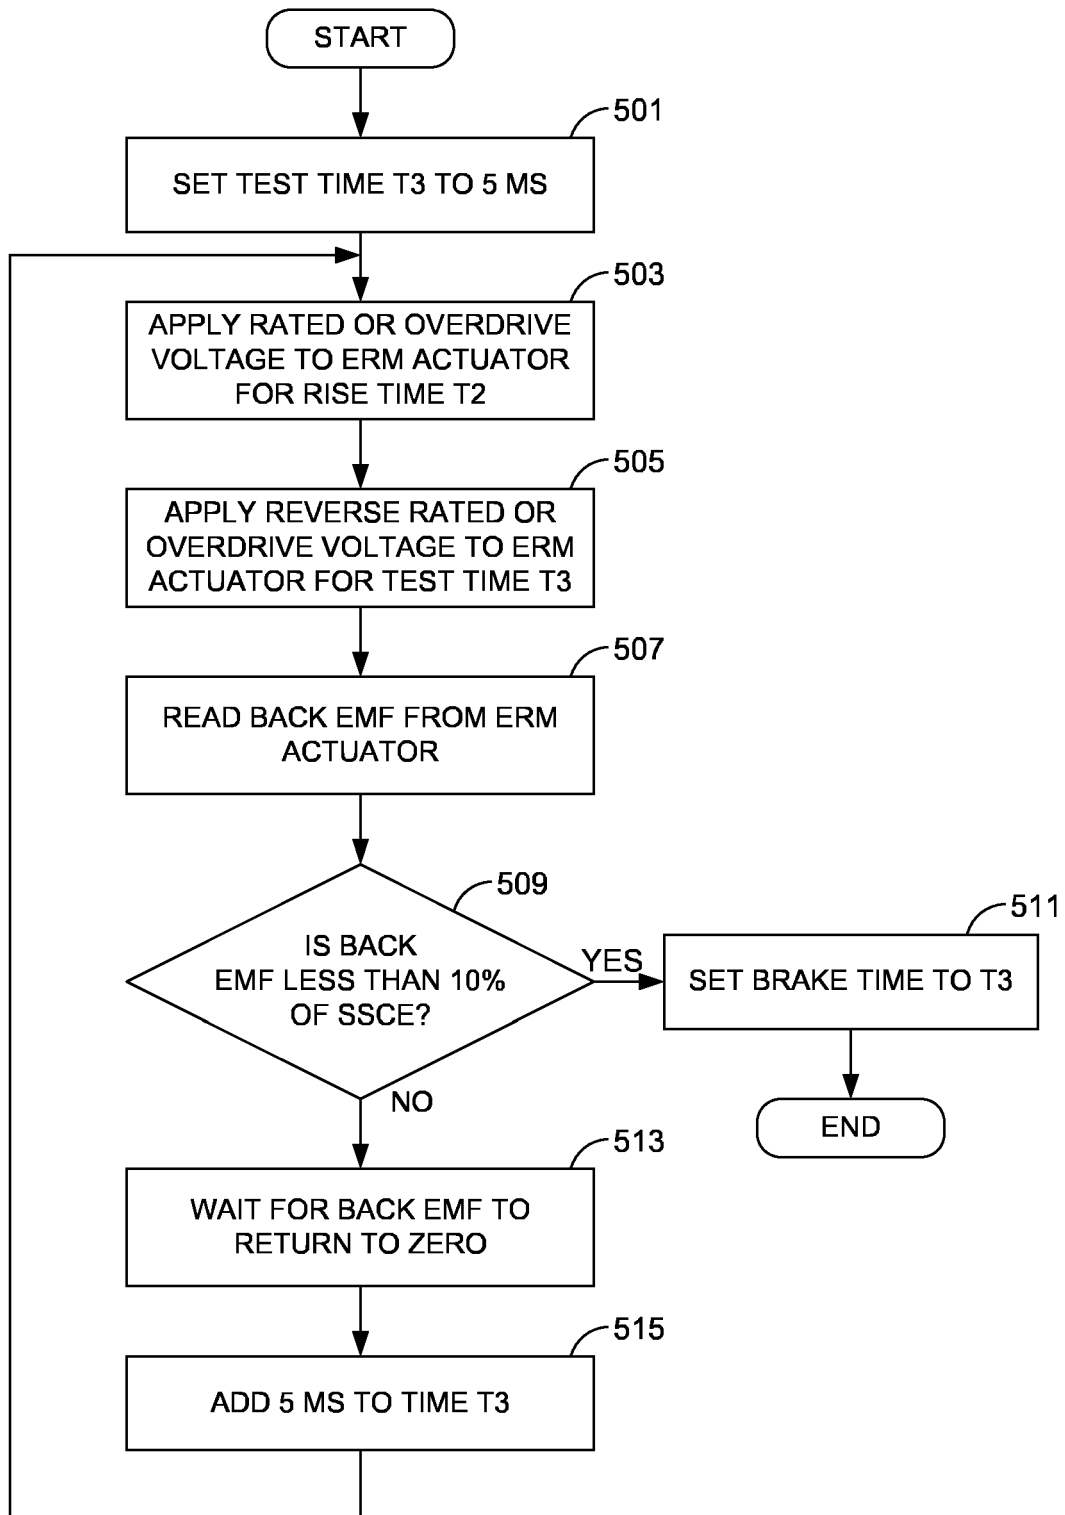 START
501
SET TEST TIME T3 TO 5 MS
503
APPLY RATED OR OVERDRIVE
VOLTAGE TO ERM ACTUATOR
FOR RISE TIME T2
505
APPLY REVERSE RATED OR
OVERDRIVE VOLTAGE TO ERM
ACTUATOR FOR TEST TIME T3
507
READ BACK EMF FROM ERM
ACTUATOR
509
IS BACK
EMF LESS THAN 10%
OF SSCE?
YES
511
SET BRAKE TIME TO T3
END
NO
513
WAIT FOR BACK EMF TO
RETURN TO ZERO
515
ADD 5 MS TO TIME T3